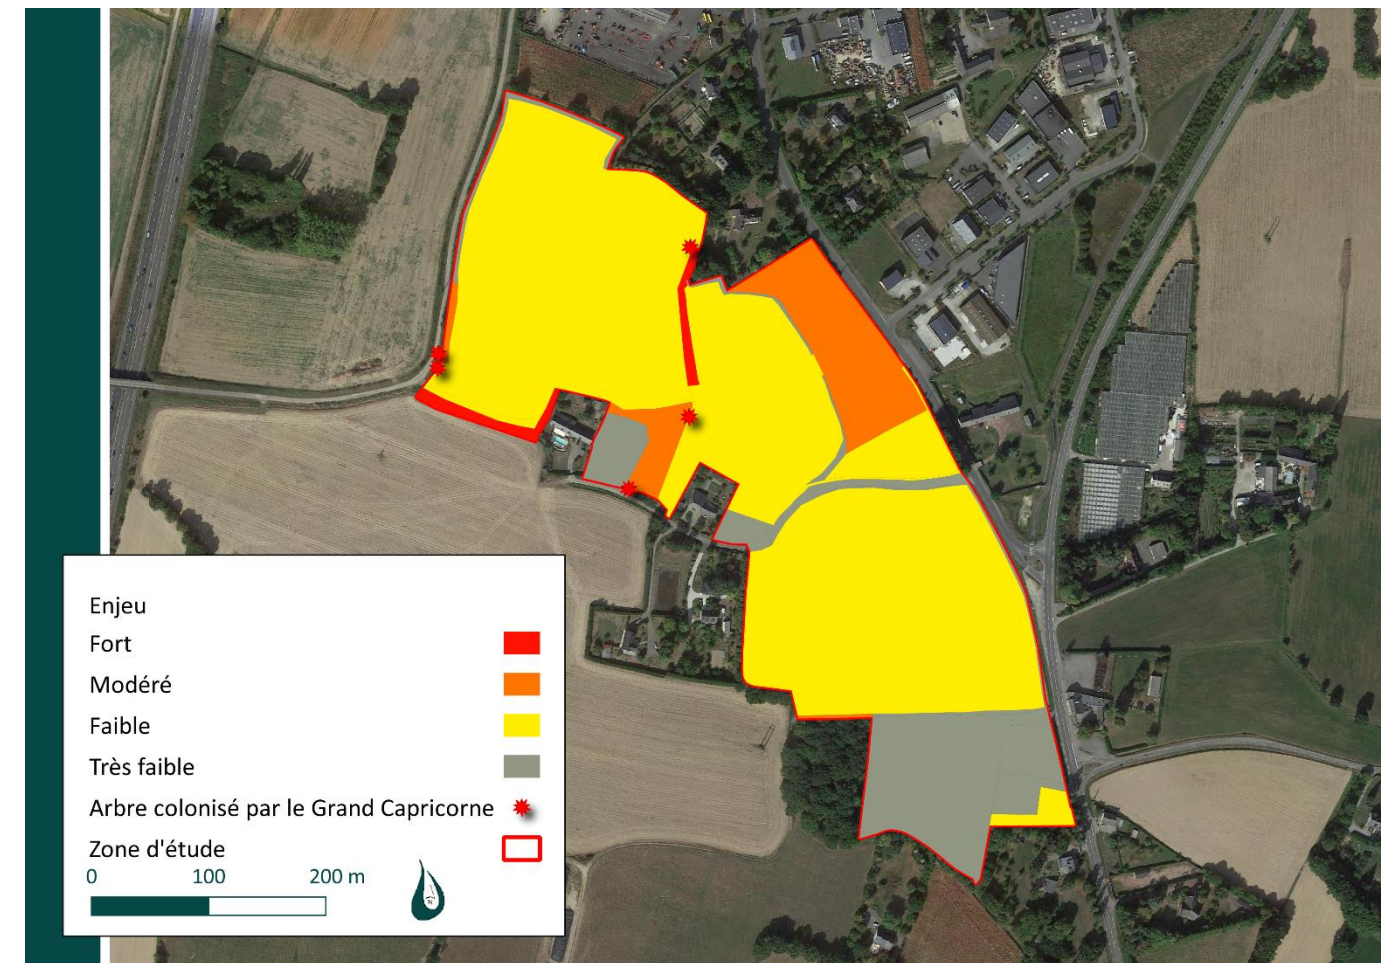 Enjeu
Fort
Modéré
Faible
Très faible
Arbre colonisé par le Grand Capricorne
Zone d'étude
0 100 200 m
N